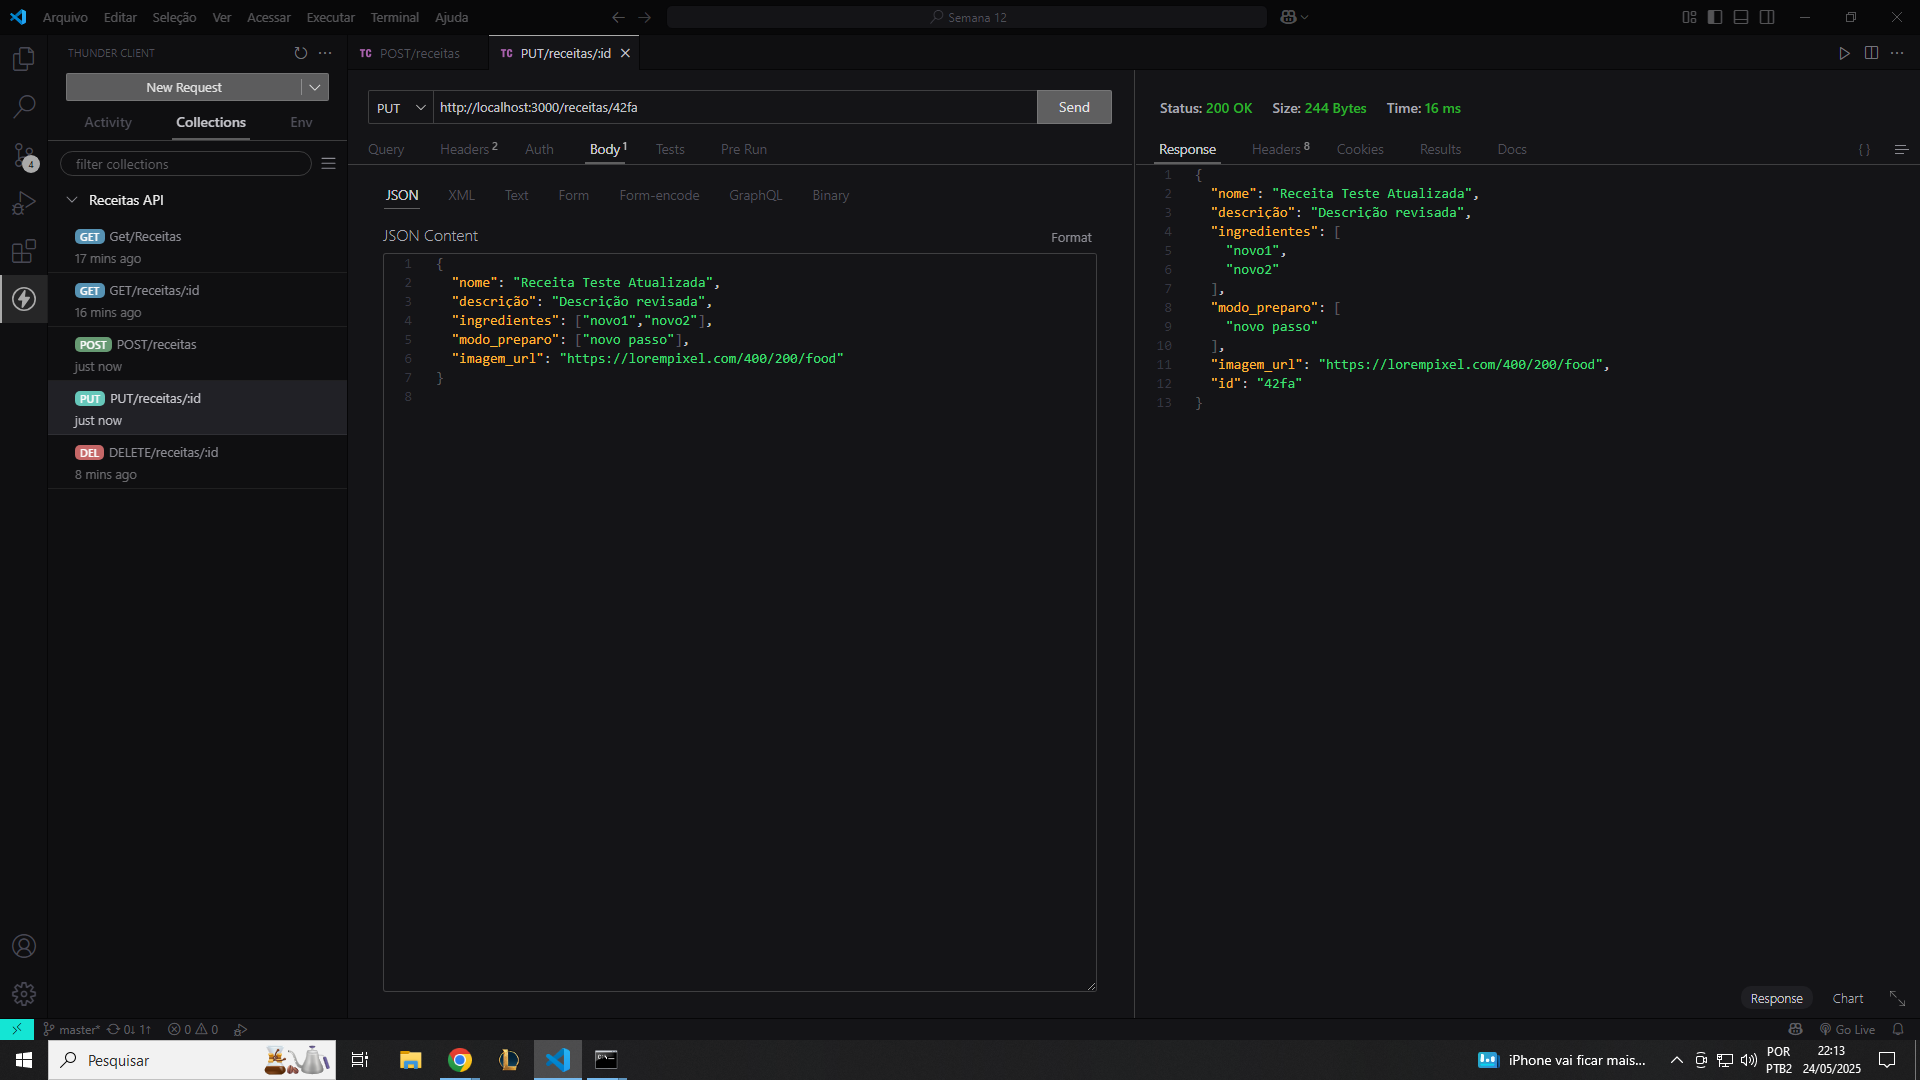 Arquivo Editar Seleção Ver Acessar Executar Terminal Ajuda
Semana 12
THUNDER CLIENT
New Request
Activity Collections Env
filter collections
4
Receitas API
GET Get/Receitas
17 mins ago
GET GET/receitas/:id
16 mins ago
POST POST/receitas
just now
PUT PUT/receitas/:id
just now
DEL DELETE/receitas/:id
8 mins ago
TC POST/receitas
TC PUT/receitas/:id
PUT http://localhost:3000/receitas/42fa Send
Query Headers 2 Auth Body 1 Tests Pre Run
JSON XML Text Form Form-encode GraphQL Binary
JSON Content Format
1 {
2 "nome": "Receita Teste Atualizada",
3 "descrição": "Descrição revisada",
4 "ingredientes": ["novo1","novo2"],
5 "modo_preparo": ["novo passo"],
6 "imagem_url": "https://lorempixel.com/400/200/food"
7 }
8
Status: 200 OK Size: 244 Bytes Time: 16 ms
Response Headers 8 Cookies Results Docs { }
1 {
2 "nome": "Receita Teste Atualizada",
3 "descrição": "Descrição revisada",
4 "ingredientes": [
5 "novo1",
6 "novo2"
7 ],
8 "modo_preparo": [
9 "novo passo"
10 ],
11 "imagem_url": "https://lorempixel.com/400/200/food",
12 "id": "42fa"
13 }
Response Chart
master* 0↓ 1↑ 0 0 Go Live
Pesquisar
iPhone vai ficar mais...
POR
PTB2
22:13
24/05/2025